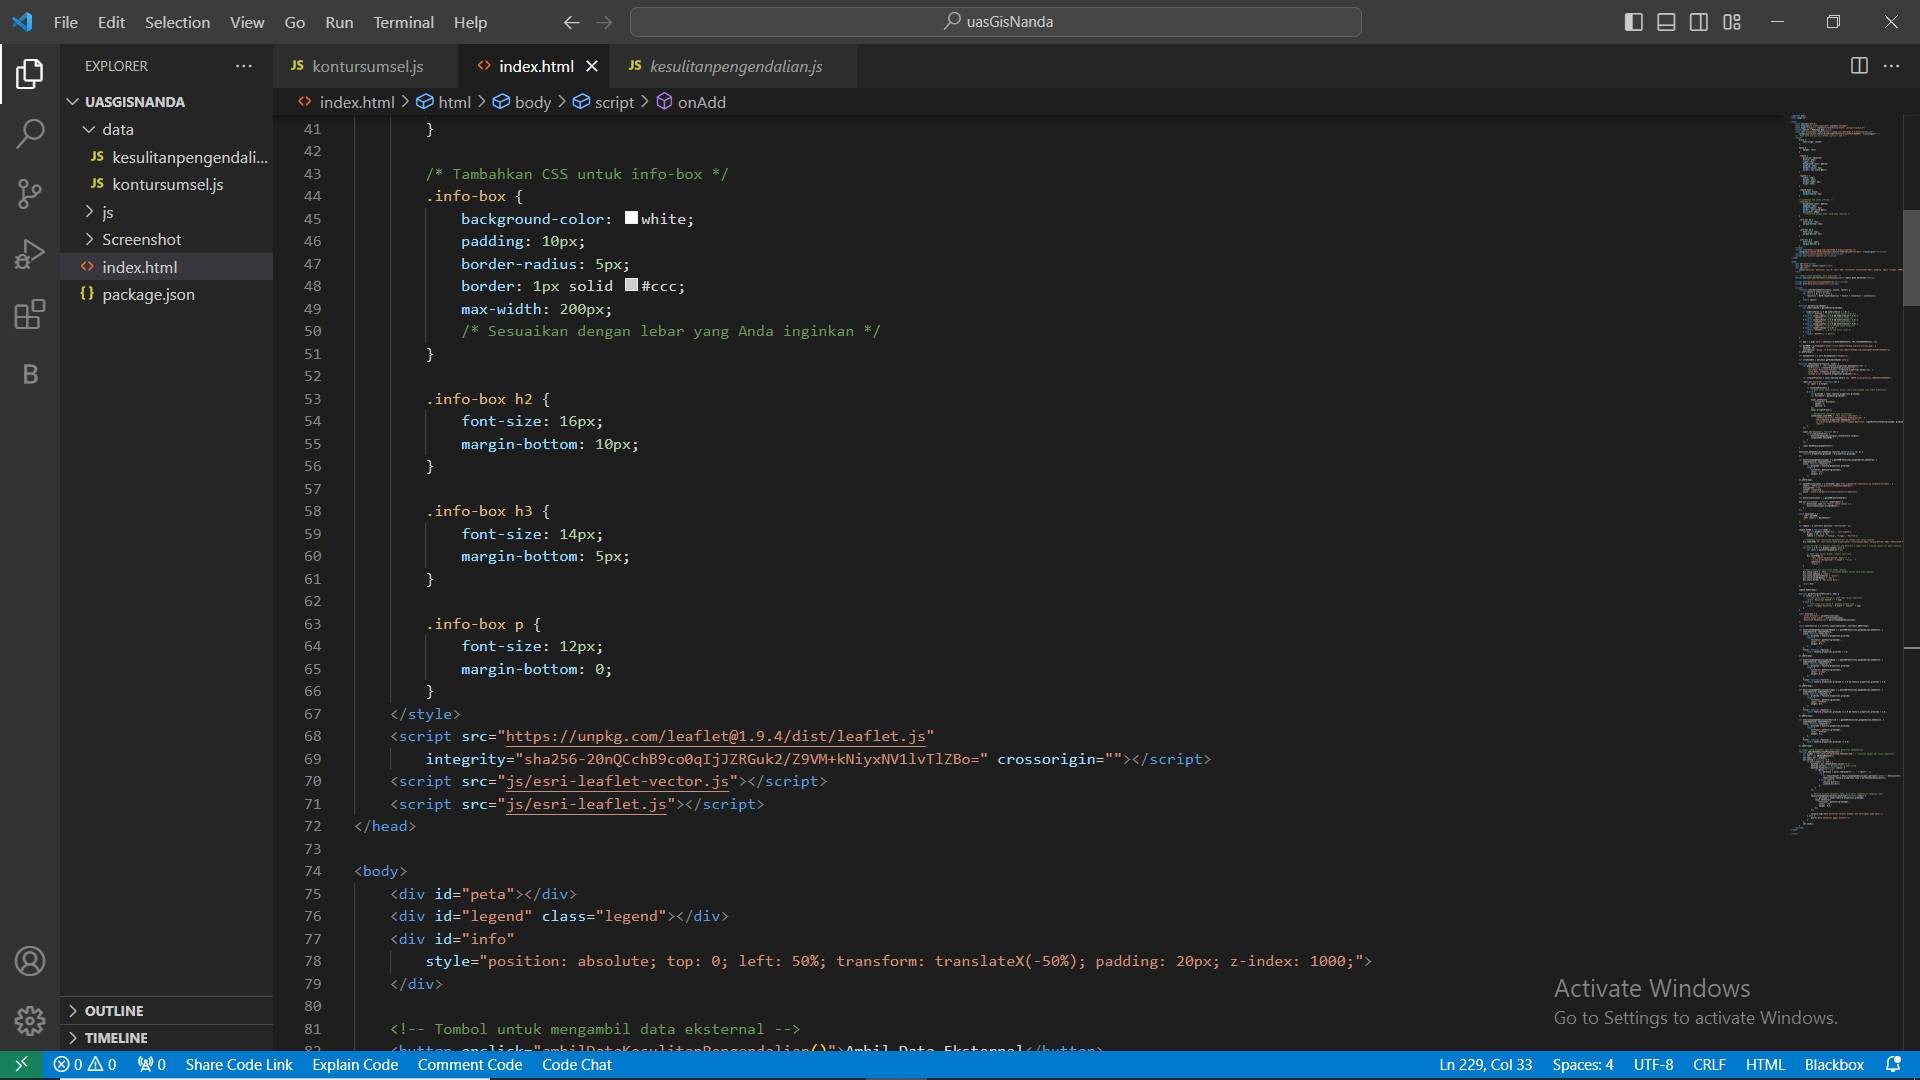 File Edit Selection View Go Run Terminal Help
uasGisNanda
EXPLORER
UASGISNANDA
data
JS kesulitanpengendali...
JS kontursumsel.js
js
Screenshot
<> index.html
{} package.json
OUTLINE
TIMELINE
B
JS kontursumsel.js
<> index.html
JS kesulitanpengendalian.js
<> index.html > html > body > script > onAdd
41 }
42
43 /* Tambahkan CSS untuk info-box */
44 .info-box {
45 background-color: white;
46 padding: 10px;
47 border-radius: 5px;
48 border: 1px solid #ccc;
49 max-width: 200px;
50 /* Sesuaikan dengan lebar yang Anda inginkan */
51 }
52
53 .info-box h2 {
54 font-size: 16px;
55 margin-bottom: 10px;
56 }
57
58 .info-box h3 {
59 font-size: 14px;
60 margin-bottom: 5px;
61 }
62
63 .info-box p {
64 font-size: 12px;
65 margin-bottom: 0;
66 }
67 </style>
68 <script src="https://unpkg.com/leaflet@1.9.4/dist/leaflet.js"
69 integrity="sha256-20nQCchB9co0qIjJZRGuk2/Z9VM+kNiyxNV1lvTlZBo=" crossorigin=""></script>
70 <script src="js/esri-leaflet-vector.js"></script>
71 <script src="js/esri-leaflet.js"></script>
72 </head>
73
74 <body>
75 <div id="peta"></div>
76 <div id="legend" class="legend"></div>
77 <div id="info"
78 style="position: absolute; top: 0; left: 50%; transform: translateX(-50%); padding: 20px; z-index: 1000;">
79 </div>
80
81 <!-- Tombol untuk mengambil data eksternal -->
82 <button onclick="ambilDataKesulitanPengendalian()">Ambil Data Eksternal</button>
Activate Windows
Go to Settings to activate Windows.
0 0 0 Share Code Link Explain Code Comment Code Code Chat Ln 229, Col 33 Spaces: 4 UTF-8 CRLF HTML Blackbox